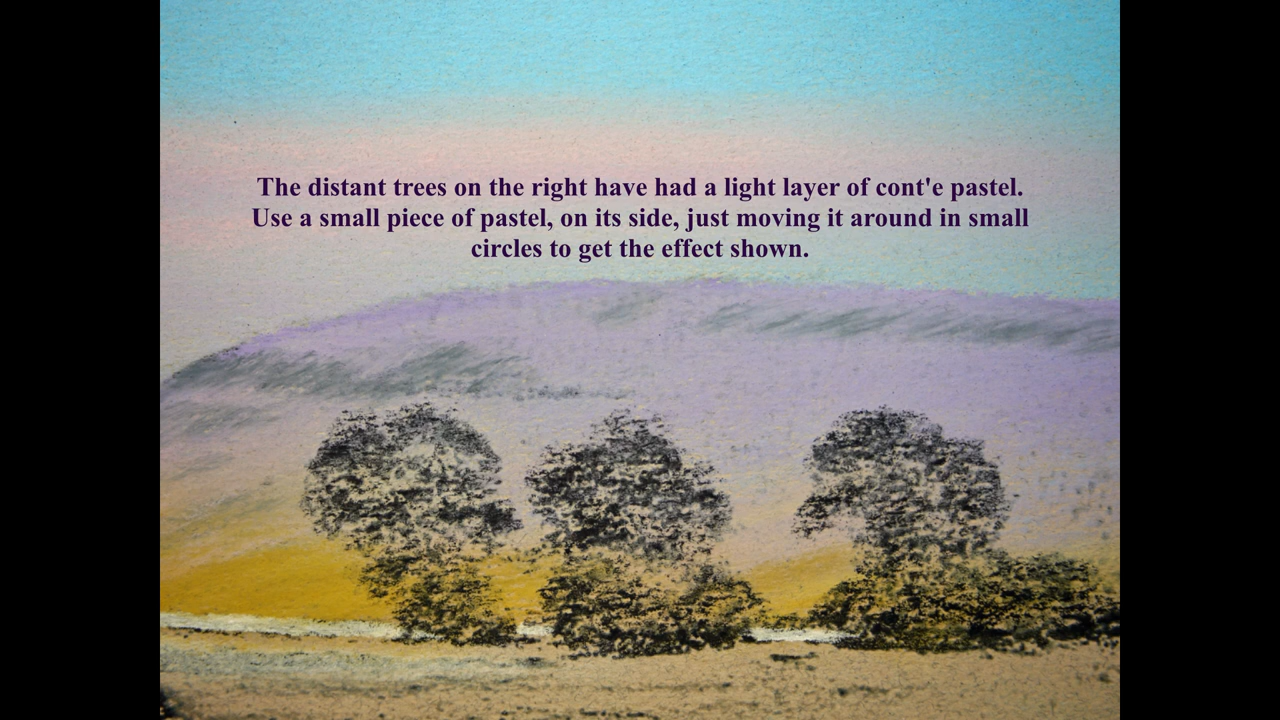 The distant trees on the right have had a light layer of cont'e pastel.
Use a small piece of pastel, on its side, just moving it around in small
circles to get the effect shown.